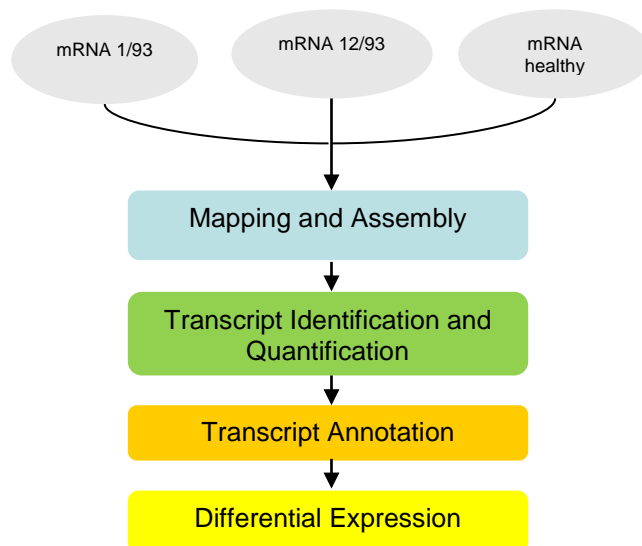 mRNA 1/93
mRNA 12/93
mRNA
healthy
Mapping and Assembly
Transcript Identification and
Quantification
Transcript Annotation
Differential Expression